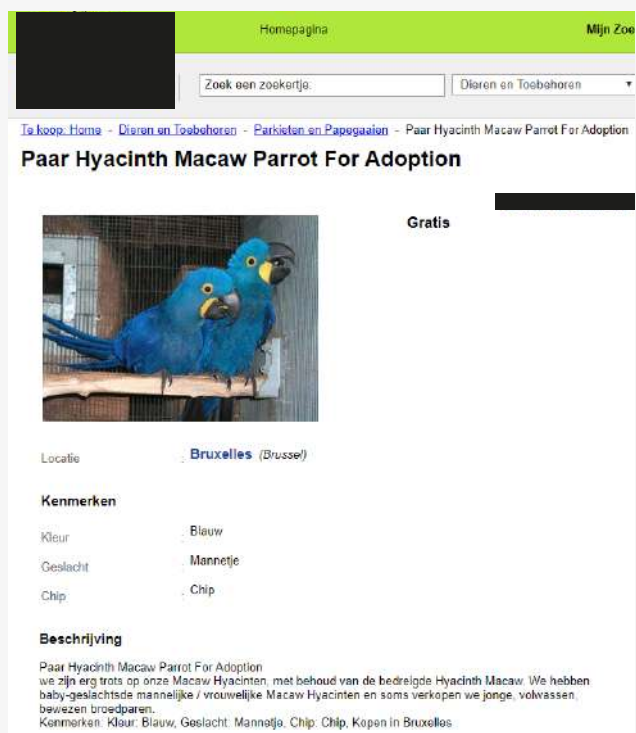 Homepagina
Mijn Zoe
Zoek een zoekertje.
Dieren en Toebehoren
Te koop: Home - Dieren en Toebehoren - Parkieten en Papegaaien - Paar Hyacinth Macaw Parrot For Adoption
Paar Hyacinth Macaw Parrot For Adoption
Gratis
Locatie : Bruxelles (Brussel)
Kenmerken
Kleur : Blauw
Geslacht : Mannetje
Chip : Chip
Beschrijving
Paar Hyacinth Macaw Parrot For Adoption
we zijn erg trots op onze Macaw Hyacinten, met behoud van de bedreigde Hyacinth Macaw. We hebben
baby-geslachtsde mannelijke / vrouwelijke Macaw Hyacinten en soms verkopen we jonge, volwassen,
bewezen broedparen.
Kenmerken: Kleur: Blauw, Geslacht: Mannetje, Chip: Chip, Kopen in Bruxelles